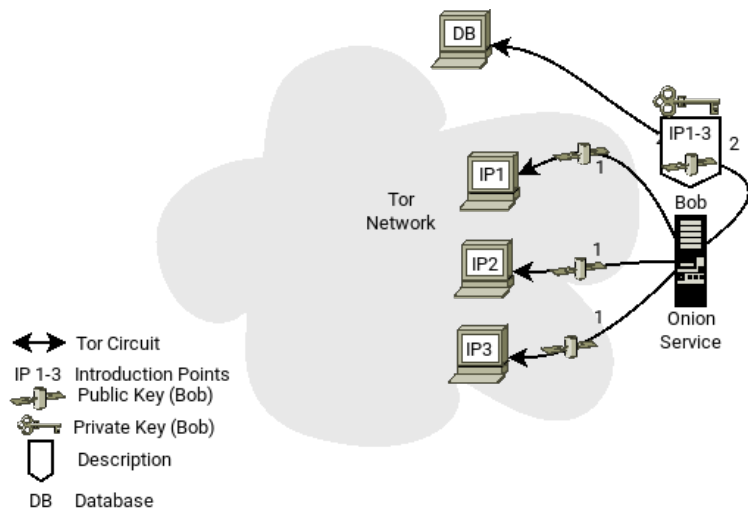 DB
IP1-3
2
IP1
1
Bob
Tor
Network
IP2
1
1
IP3
Onion
Service
Tor Circuit
IP 1-3 Introduction Points
Public Key (Bob)
Private Key (Bob)
Description
DB Database